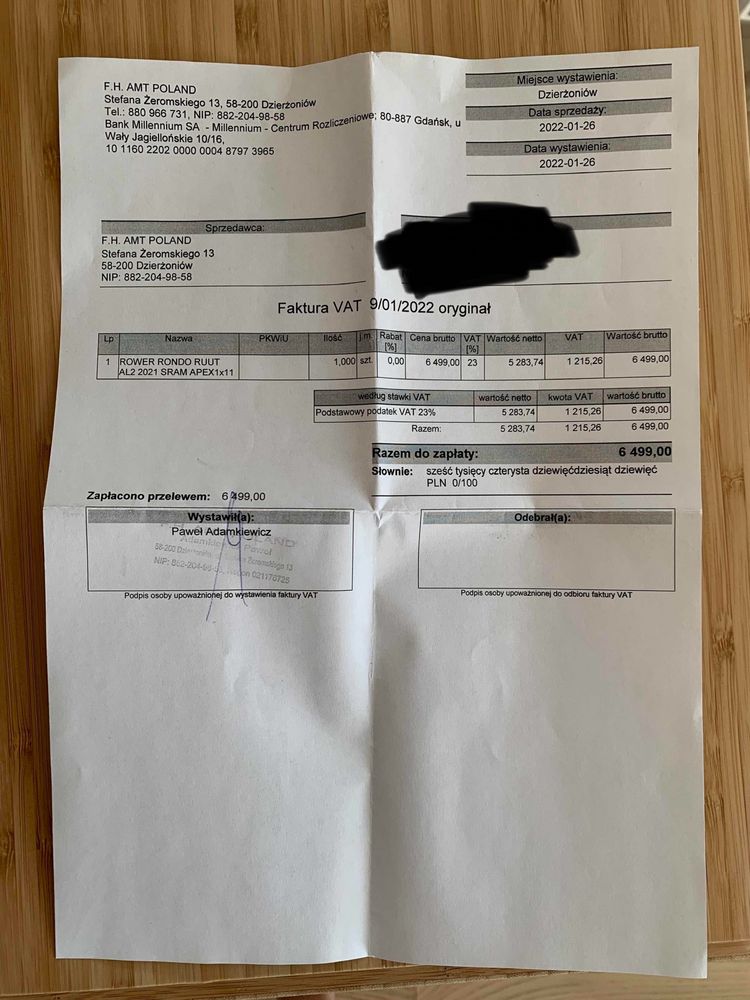 F.H. AMT POLAND
Stefana Żeromskiego 13, 58-200 Dzierżoniów
Tel.: 880 966 731, NIP: 882-204-98-58
Bank Millennium SA - Millennium - Centrum Rozliczeniowe; 80-887 Gdańsk, u
Wały Jagiellońskie 10/16,
10 1160 2202 0000 0004 8797 3965
Miejsce wystawienia:
Dzierżoniów
Data sprzedaży:
2022-01-26
Data wystawienia:
2022-01-26
Sprzedawca:
F.H. AMT POLAND
Stefana Żeromskiego 13
58-200 Dzierżoniów
NIP: 882-204-98-58
Faktura VAT 9/01/2022 oryginał
Lp Nazwa PKWiU Ilość j.m. Rabat [%] Cena brutto VAT [%] Wartość netto VAT Wartość brutto
1 ROWER RONDO RUUT 1,000 szt. 0,00 6 499,00 23 5 283,74 1 215,26 6 499,00
AL2 2021 SRAM APEX1x11
według stawki VAT wartość netto kwota VAT wartość brutto
Podstawowy podatek VAT 23% 5 283,74 1 215,26 6 499,00
Razem: 5 283,74 1 215,26 6 499,00
Razem do zapłaty: 6 499,00
Słownie: sześć tysięcy czterysta dziewięćdziesiąt dziewięć
PLN 0/100
Zapłacono przelewem: 6 499,00
Wystawił(a):
Paweł Adamkiewicz
Odebrał(a):
58-200 13
NIP: 882-204-98- 021170725
Podpis osoby upoważnionej do wystawienia faktury VAT
Podpis osoby upoważnionej do odbioru faktury VAT